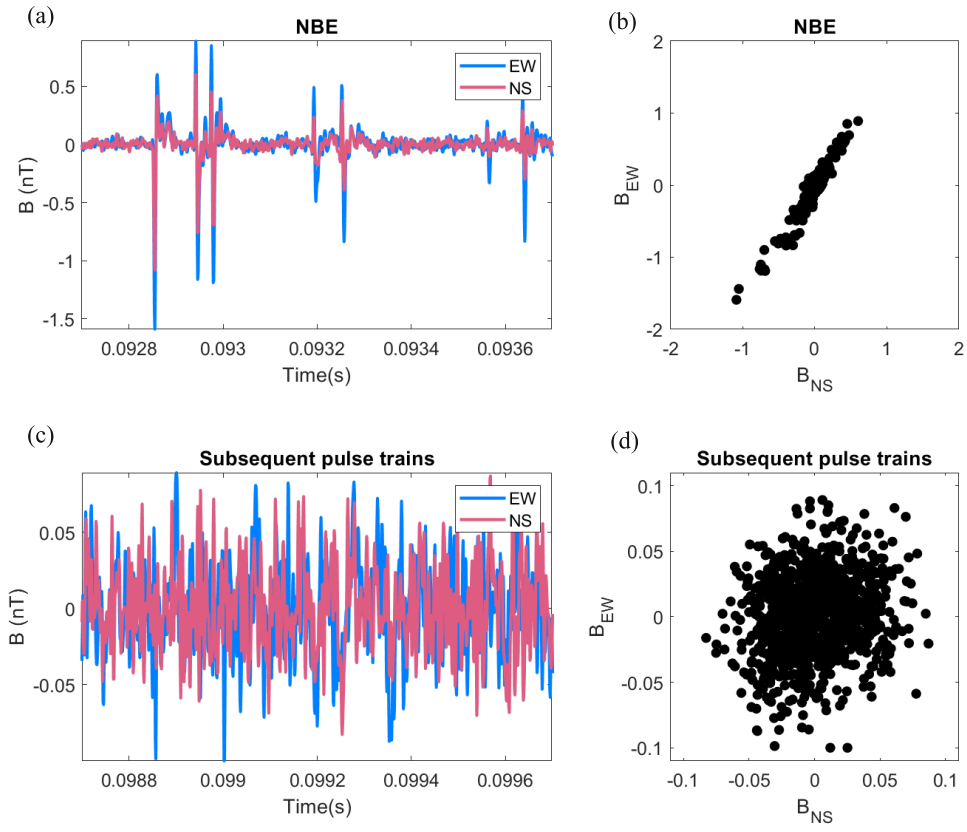 (a)
NBE
EW
NS
0.5
0
-0.5
-1
-1.5
B (nT)
0.0928
0.093
0.0932
0.0934
0.0936
Time(s)
(b)
NBE
2
1
0
-1
-2
B_EW
-2
-1
0
1
2
B_NS
(c)
Subsequent pulse trains
EW
NS
0.05
0
-0.05
B (nT)
0.0988
0.099
0.0992
0.0994
0.0996
Time(s)
(d)
Subsequent pulse trains
0.1
0.05
0
-0.05
-0.1
B_EW
-0.1
-0.05
0
0.05
0.1
B_NS